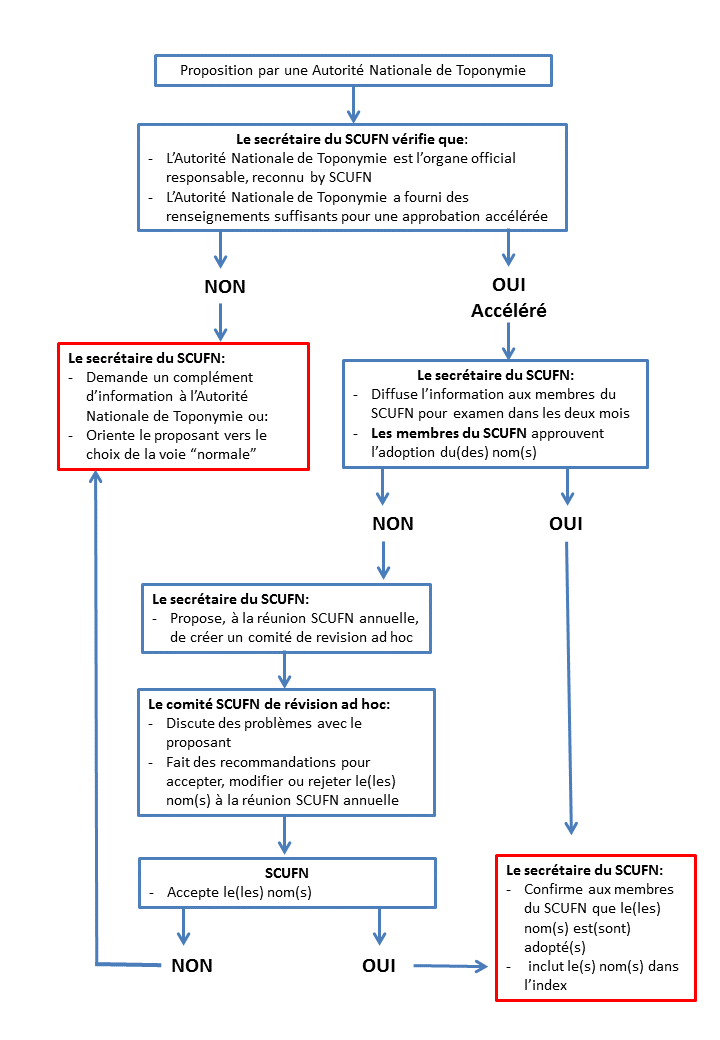 Proposition par une Autorité Nationale de Toponymie
Le secrétaire du SCUFN vérifie que:
- L’Autorité Nationale de Toponymie est l’organe official
responsable, reconnu by SCUFN
- L’Autorité Nationale de Toponymie a fourni des
renseignements suffisants pour une approbation accélérée
NON
OUI
Accéléré
Le secrétaire du SCUFN:
- Demande un complément
d’information à l’Autorité
Nationale de Toponymie ou:
- Oriente le proposant vers le
choix de la voie “normale”
Le secrétaire du SCUFN:
- Diffuse l’information aux membres du
SCUFN pour examen dans les deux mois
- Les membres du SCUFN approuvent
l’adoption du(des) nom(s)
NON
OUI
Le secrétaire du SCUFN:
- Propose, à la réunion SCUFN annuelle,
de créer un comité de revision ad hoc
Le comité SCUFN de révision ad hoc:
- Discute des problèmes avec le
proposant
- Fait des recommandations pour
accepter, modifier ou rejeter le(les)
nom(s) à la réunion SCUFN annuelle
SCUFN
- Accepte le(les) nom(s)
NON
OUI
Le secrétaire du SCUFN:
- Confirme aux membres
du SCUFN que le(les)
nom(s) est(sont)
adopté(s)
- inclut le(s) nom(s) dans
l’index